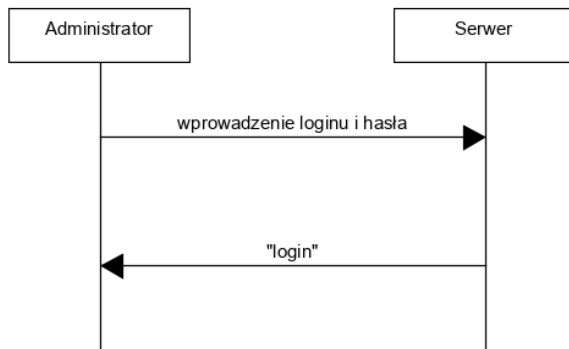 Administrator
Serwer
wprowadzenie loginu i hasła
"login"